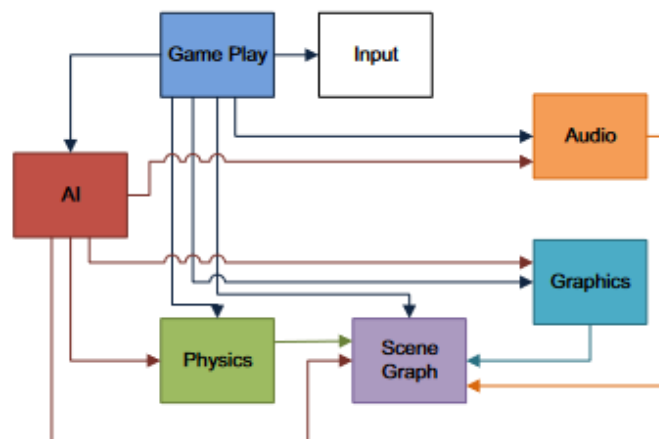 Game Play
Input
Audio
AI
Graphics
Physics
Scene
Graph